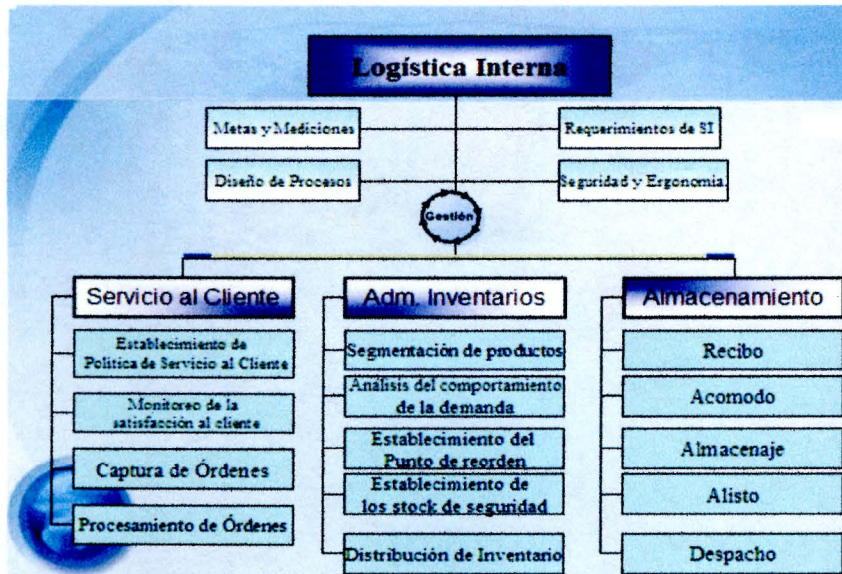 Logística Interna
Metas y Mediciones
Requerimientos de SI
Diseño de Procesos
Seguridad y Ergonomia.
Gestión
Servicio al Cliente
Establecimiento de
Política de Servicio al Cliente
Monitoreo de la
satisfacción al cliente
Captura de Órdenes
Procesamiento de Órdenes
Adm. Inventarios
Segmentación de productos
Análisis del comportamiento
de la demanda
Establecimiento del
Punto de reorden
Establecimiento de
los stock de seguridad
Distribución de Inventario
Almacenamiento
Recibo
Acomodo
Almacenaje
Alisto
Despacho